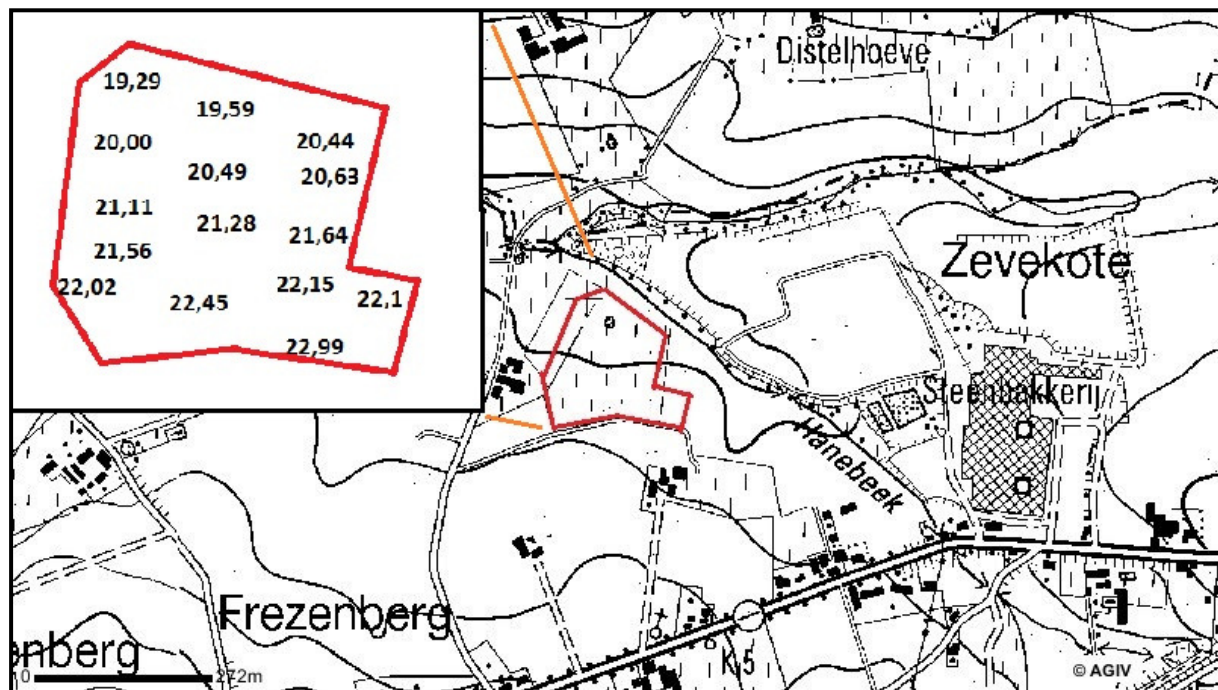 19,29
19,59
20,00
20,44
20,49
20,63
21,11
21,28
21,64
21,56
22,02
22,45
22,15
22,1
22,99
Distelhoeve
Zevekote
Steenbakkerij
Hanebeek
Frezenberg
enberg
K.5
0 272m
© AGIV